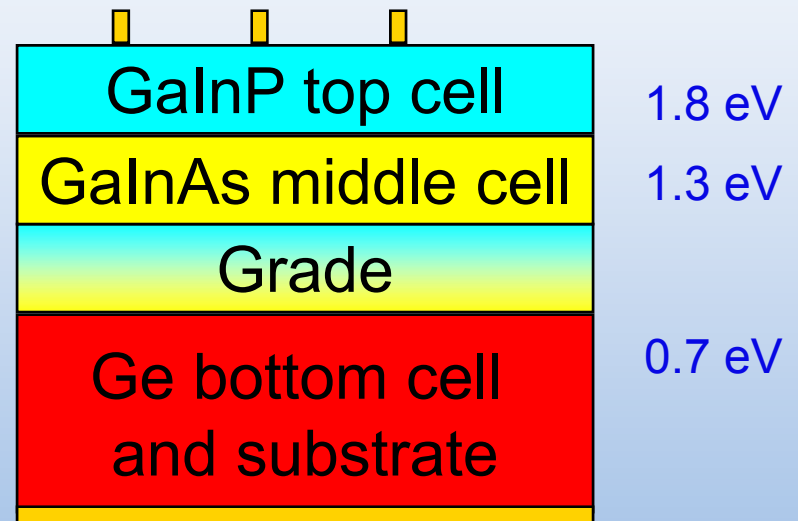 GaInP top cell
1.8 eV
GaInAs middle cell
1.3 eV
Grade
Ge bottom cell
and substrate
0.7 eV